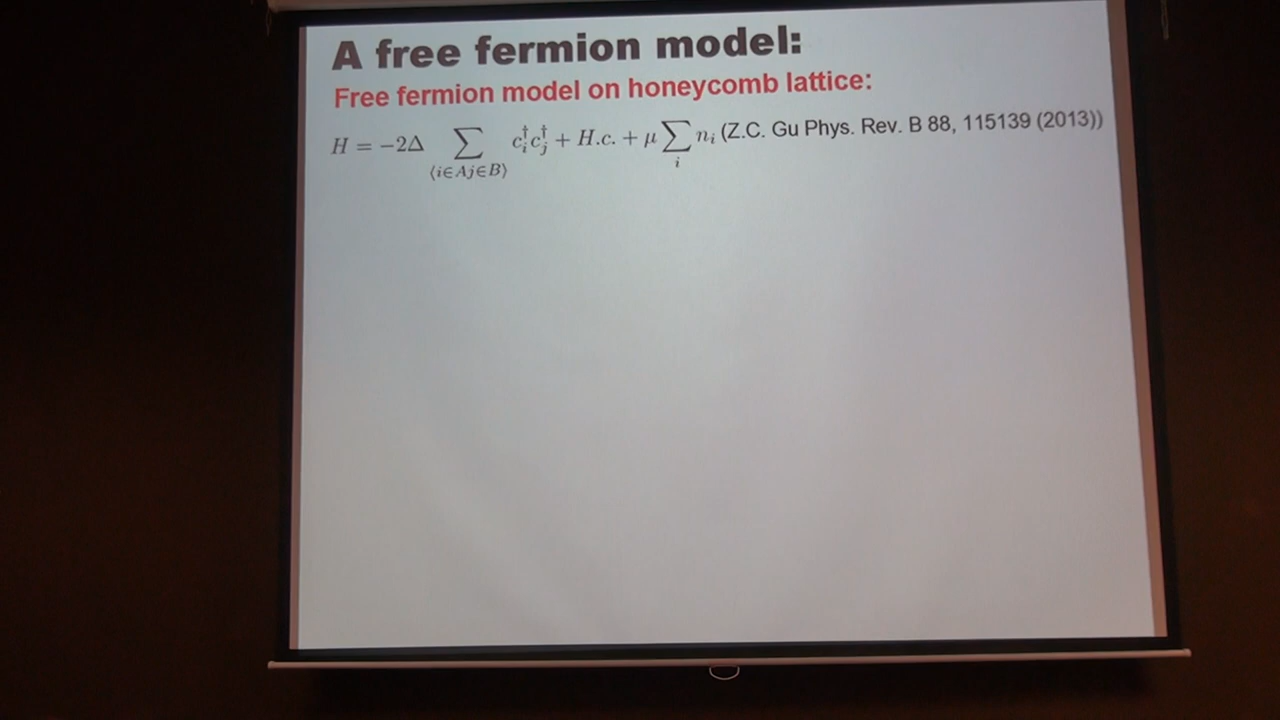 A free fermion model:
Free fermion model on honeycomb lattice:
H = −2Δ ∑_{⟨i∈Aj∈B⟩} c_i^† c_j^† + H.c. + μ ∑_i n_i (Z.C. Gu Phys. Rev. B 88, 115139 (2013))